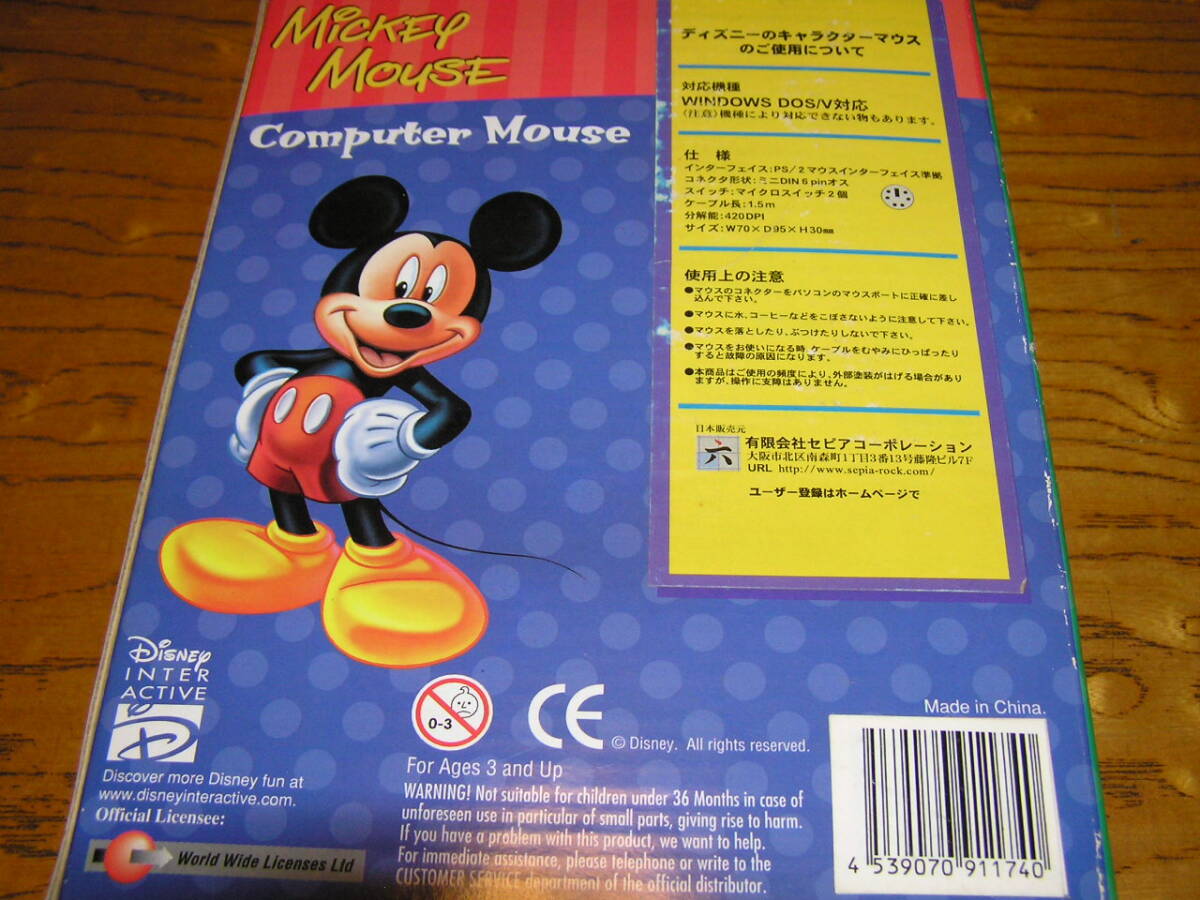 MiCKEY
MOUSE
Computer Mouse
ディズニーのキャラクターマウス
のご使用について
対応機種
WINDOWS DOS/V対応
(注意)機種により対応できない物もあります。
仕 様
インターフェイス:PS/2マウスインターフェイス準拠
コネクタ形状:ミニDIN 6 pinオス
スイッチ:マイクロスイッチ2個
ケーブル長:1.5m
分解能:420DPI
サイズ:W70×D95×H30㎜
使用上の注意
●マウスのコネクターをパソコンのマウスポートに正確に差し
込んで下さい。
●マウスに水、コーヒーなどをこぼさないように注意して下さい。
●マウスを落としたり、ぶつけたりしないで下さい。
●マウスをお使いになる時、ケーブルをむやみにひっぱったり
すると故障の原因になります。
●本商品はご使用の頻度により、外部塗装がはげる場合があり
ますが、操作に支障はありません。
日本販売元
六
有限会社セピアコーポレーション
大阪市北区南森町1丁目3番13号藤隆ビル7F
URL http://www.sepia-rock.com/
ユーザー登録はホームページで
DISNEY
INTER
ACTIVE
D
Discover more Disney fun at
www.disneyinteractive.com.
Official Licensee:
World Wide Licenses Ltd
0-3
CE
© Disney. All rights reserved.
For Ages 3 and Up
WARNING! Not suitable for children under 36 Months in case of
unforeseen use in particular of small parts, giving rise to harm.
If you have a problem with this product, we want to help.
For immediate assistance, please telephone or write to the
CUSTOMER SERVICE department of the official distributor.
Made in China.
4 539070 911740